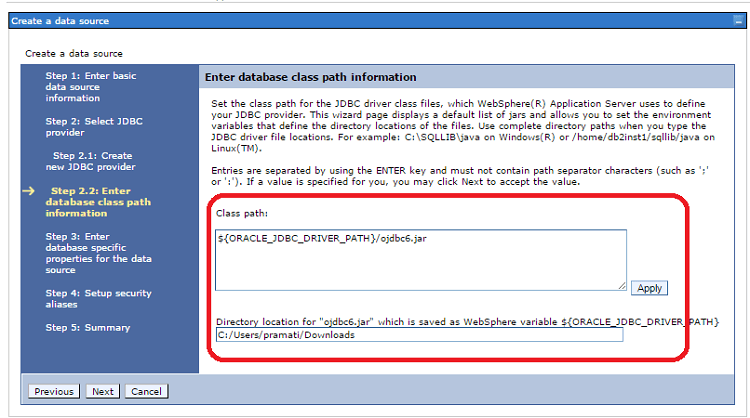 Create a data source
Create a data source
Step 1: Enter basic
data source
information
Step 2: Select JDBC
provider
Step 2.1: Create
new JDBC provider
Step 2.2: Enter
database class path
information
Step 3: Enter
database specific
properties for the data
source
Step 4: Setup security
aliases
Step 5: Summary
Enter database class path information
Set the class path for the JDBC driver class files, which WebSphere(R) Application Server uses to define
your JDBC provider. This wizard page displays a default list of jars and allows you to set the environment
variables that define the directory locations of the files. Use complete directory paths when you type the
JDBC driver file locations. For example: C:\SQLLIB\java on Windows(R) or /home/db2inst1/sqllib/java on
Linux(TM).
Entries are separated by using the ENTER key and must not contain path separator characters (such as ';'
or ':'). If a value is specified for you, you may click Next to accept the value.
Class path:
${ORACLE_JDBC_DRIVER_PATH}/ojdbc6.jar
Apply
Directory location for "ojdbc6.jar" which is saved as WebSphere variable ${ORACLE_JDBC_DRIVER_PATH}
C:/Users/pramati/Downloads
Previous Next Cancel